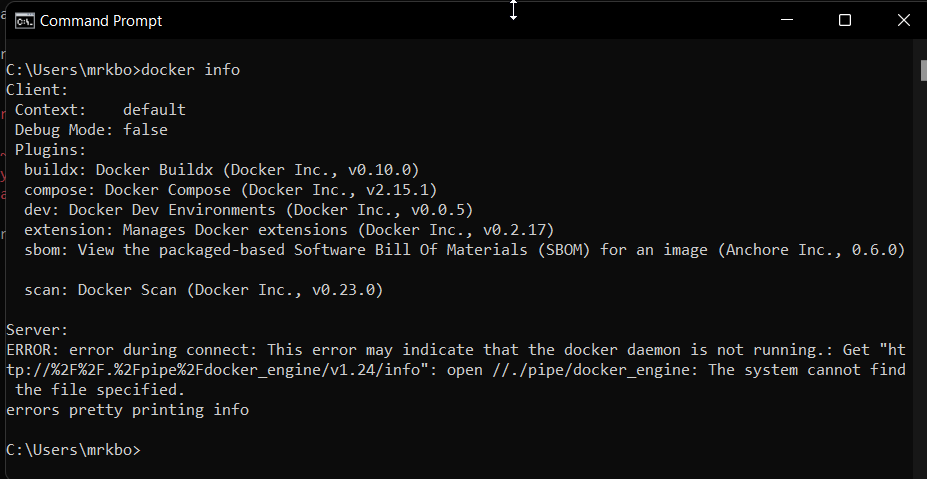 Command Prompt
C:\Users\mrkbo>docker info
Client:
 Context:    default
 Debug Mode: false
 Plugins:
  buildx: Docker Buildx (Docker Inc., v0.10.0)
  compose: Docker Compose (Docker Inc., v2.15.1)
  dev: Docker Dev Environments (Docker Inc., v0.0.5)
  extension: Manages Docker extensions (Docker Inc., v0.2.17)
  sbom: View the packaged-based Software Bill Of Materials (SBOM) for an image (Anchore Inc., 0.6.0)
  scan: Docker Scan (Docker Inc., v0.23.0)
Server:
ERROR: error during connect: This error may indicate that the docker daemon is not running.: Get "ht
tp://%2F%2F.%2Fpipe%2Fdocker_engine/v1.24/info": open //./pipe/docker_engine: The system cannot find
 the file specified.
errors pretty printing info
C:\Users\mrkbo>